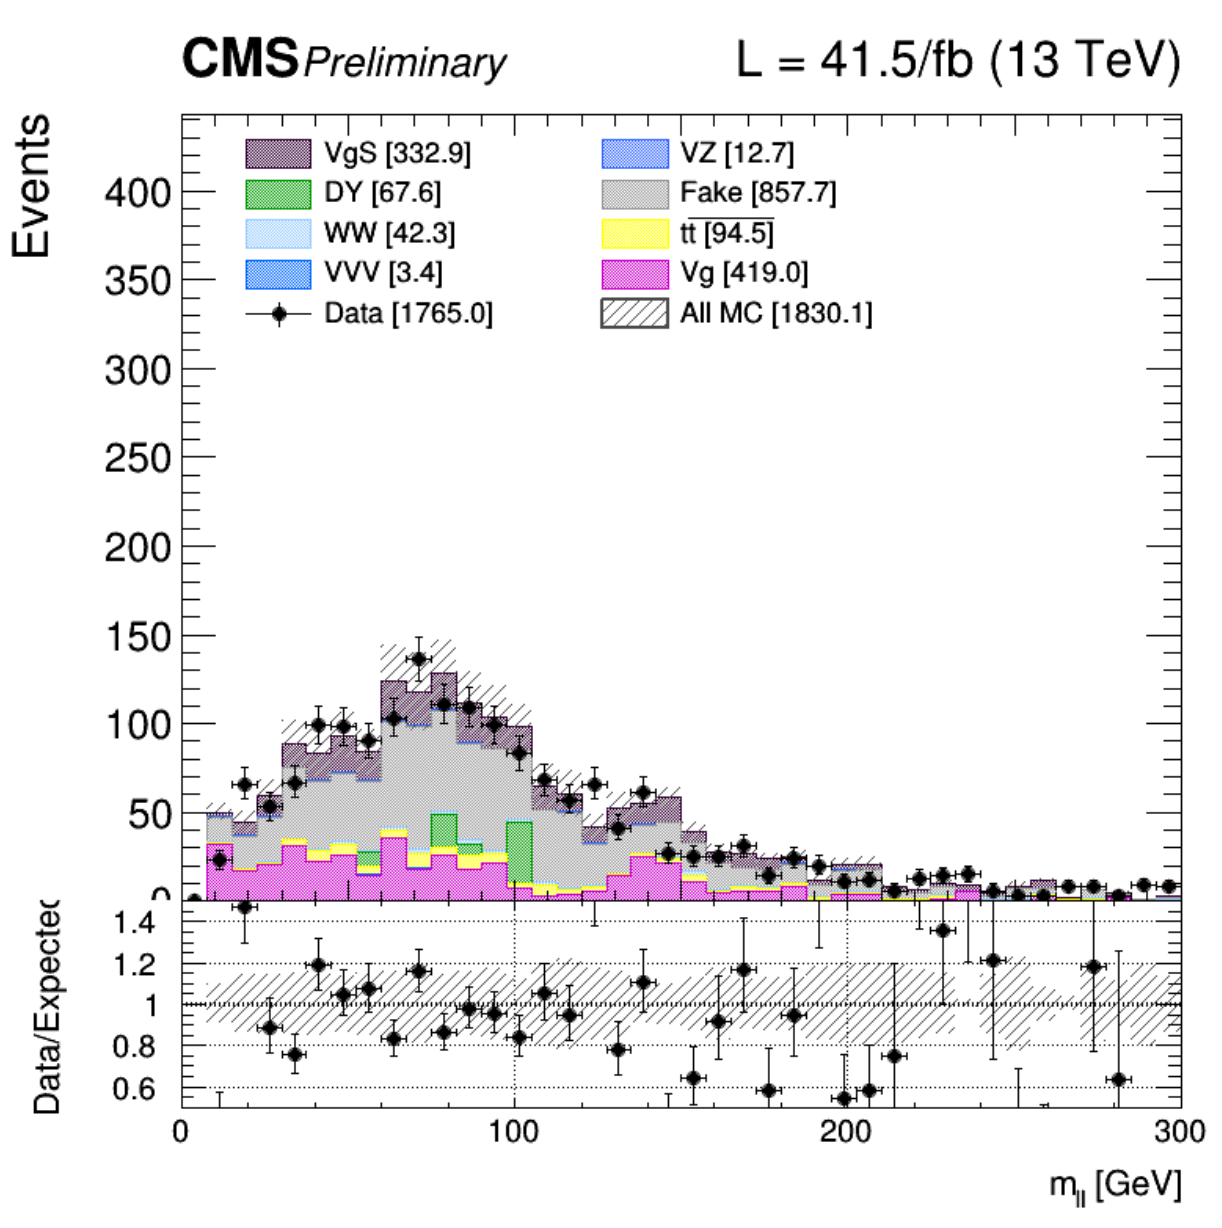 CMS Preliminary L = 41.5/fb (13 TeV)
Events
VgS [332.9] VZ [12.7]
DY [67.6] Fake [857.7]
WW [42.3] tt [94.5]
VVV [3.4] Vg [419.0]
Data [1765.0] All MC [1830.1]
400
350
300
250
200
150
100
50
0
Data/Expected
1.4
1.2
1
0.8
0.6
0 100 200 300
m_ll [GeV]